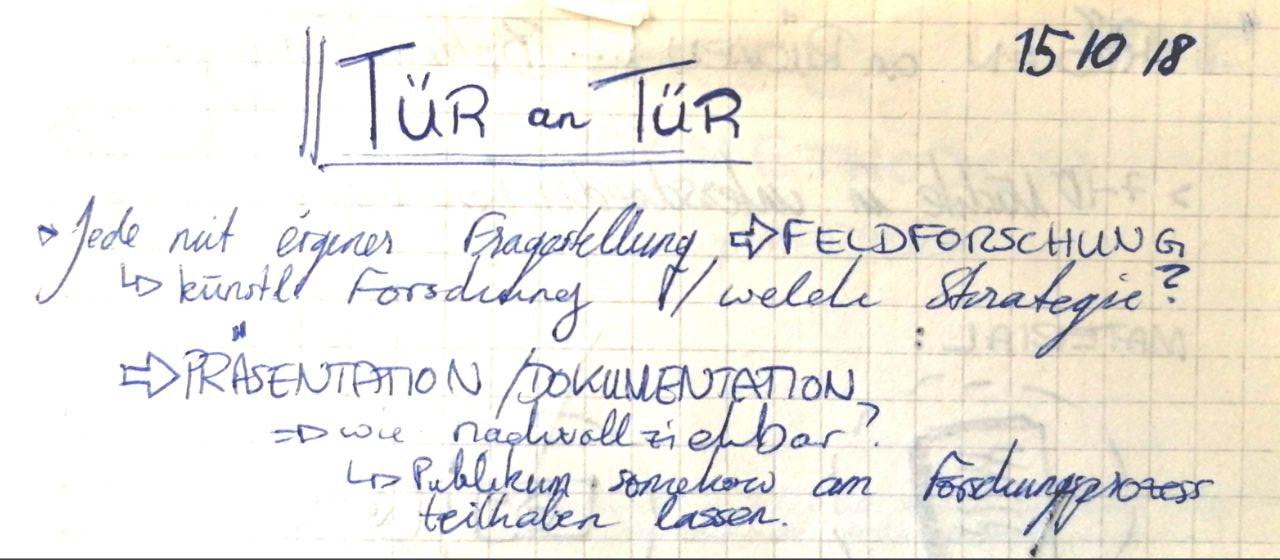 15 10 18
TÜR an TÜR
Jede mit eigener Fragestellung ⇨ FELDFORSCHUNG
↳ künstl. Forschung / welche Strategie?
⇨ PRÄSENTATION / DOKUMENTATION
⇒ wie nachvollziehbar?
↳ Publikum somehow am Forschungsprozess
teilhaben lassen.